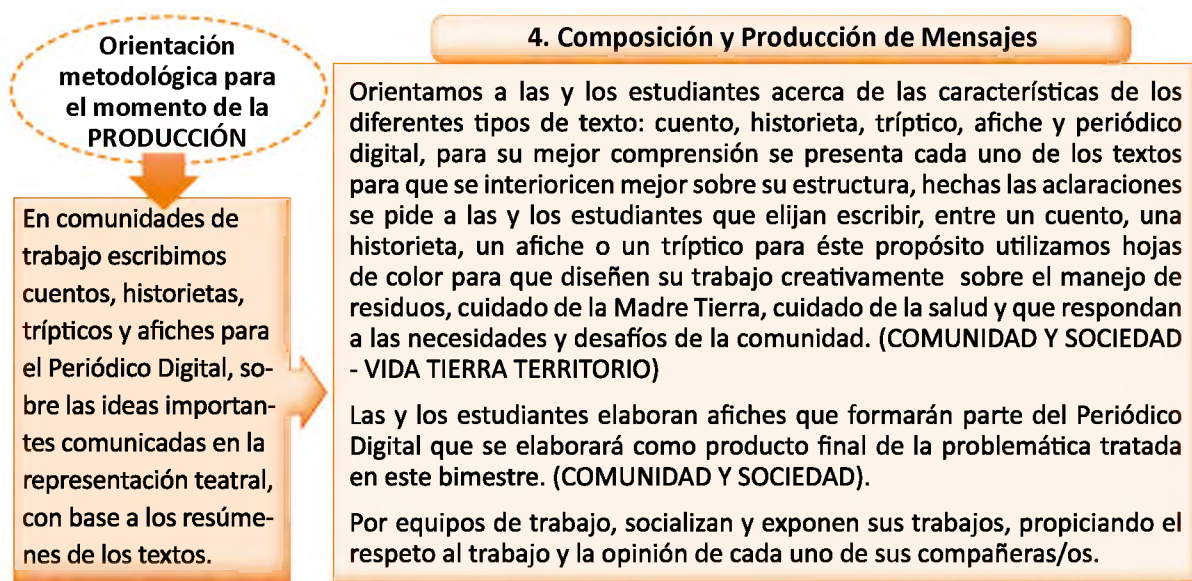 Orientación
metodológica para
el momento de la
PRODUCCIÓN
En comunidades de
trabajo escribimos
cuentos, historietas,
trípticos y afiches para
el Periódico Digital, so-
bre las ideas importan-
tes comunicadas en la
representación teatral,
con base a los resúme-
nes de los textos.
4. Composición y Producción de Mensajes
Orientamos a las y los estudiantes acerca de las características de los
diferentes tipos de texto: cuento, historieta, tríptico, afiche y periódico
digital, para su mejor comprensión se presenta cada uno de los textos
para que se interioricen mejor sobre su estructura, hechas las aclaraciones
se pide a las y los estudiantes que elijan escribir, entre un cuento, una
historieta, un afiche o un tríptico para éste propósito utilizamos hojas
de color para que diseñen su trabajo creativamente sobre el manejo de
residuos, cuidado de la Madre Tierra, cuidado de la salud y que respondan
a las necesidades y desafíos de la comunidad. (COMUNIDAD Y SOCIEDAD
- VIDA TIERRA TERRITORIO)
Las y los estudiantes elaboran afiches que formarán parte del Periódico
Digital que se elaborará como producto final de la problemática tratada
en este bimestre. (COMUNIDAD Y SOCIEDAD).
Por equipos de trabajo, socializan y exponen sus trabajos, propiciando el
respeto al trabajo y la opinión de cada uno de sus compañeras/os.